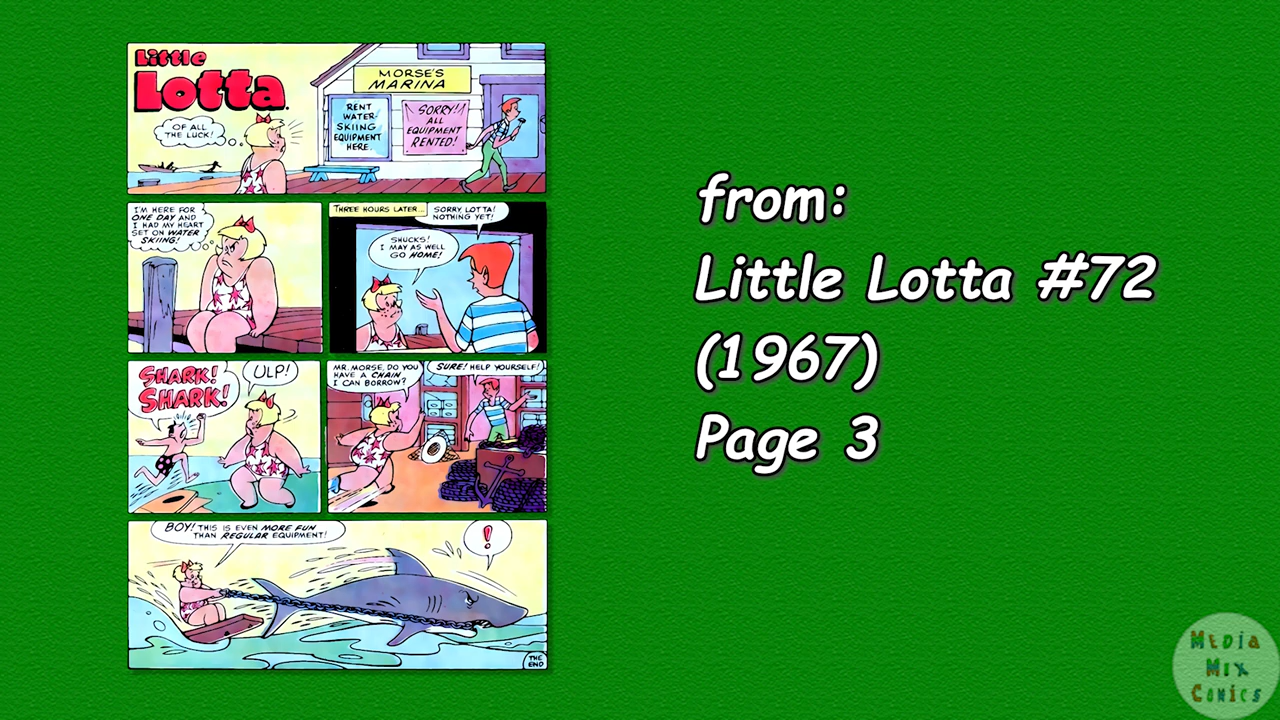 Little
Lotta.
OF ALL
THE LUCK!
MORSE'S
MARINA
RENT
WATER-
SKIING
EQUIPMENT
HERE.
SORRY!
ALL
EQUIPMENT
RENTED!
I'M HERE FOR
ONE DAY AND
I HAD MY HEART
SET ON WATER
SKIING!
THREE HOURS LATER...
SORRY LOTTA!
NOTHING YET!
SHUCKS!
I MAY AS WELL
GO HOME!
SHARK!
SHARK!
ULP!
MR. MORSE, DO YOU
HAVE A CHAIN
I CAN BORROW?
SURE! HELP YOURSELF!
BOY! THIS IS EVEN MORE FUN
THAN REGULAR EQUIPMENT!
!
THE
END
from:
Little Lotta #72
(1967)
Page 3
MEDIA
MIX
COMICS